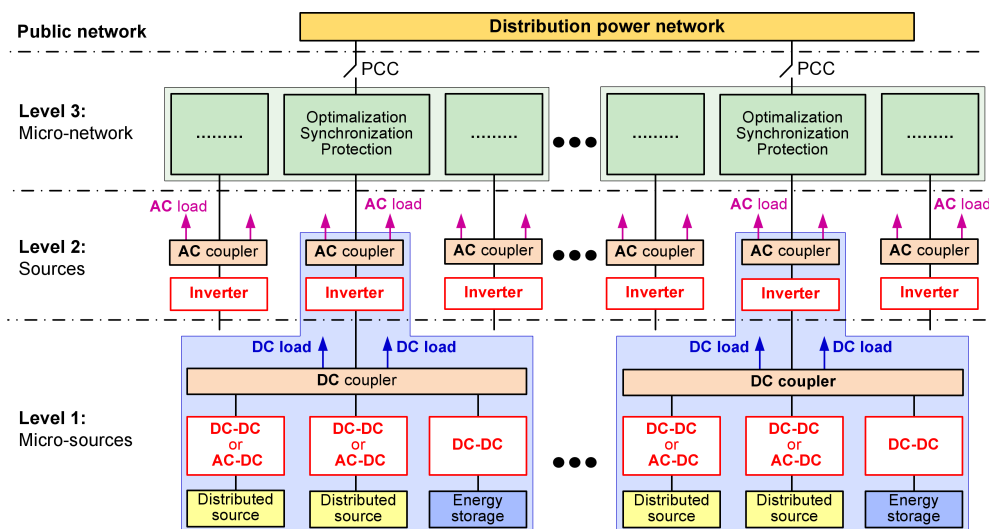 Public network
Distribution power network
PCC
PCC
Level 3:
Micro-network
.........
Optimalization
Synchronization
Protection
.........
.........
Optimalization
Synchronization
Protection
.........
AC load
AC load
AC load
AC load
Level 2:
Sources
AC coupler
AC coupler
AC coupler
AC coupler
AC coupler
AC coupler
Inverter
Inverter
Inverter
Inverter
Inverter
Inverter
DC load
DC load
DC load
DC load
DC coupler
DC coupler
Level 1:
Micro-sources
DC-DC
or
AC-DC
DC-DC
or
AC-DC
DC-DC
DC-DC
or
AC-DC
DC-DC
or
AC-DC
DC-DC
Distributed
source
Distributed
source
Energy
storage
Distributed
source
Distributed
source
Energy
storage